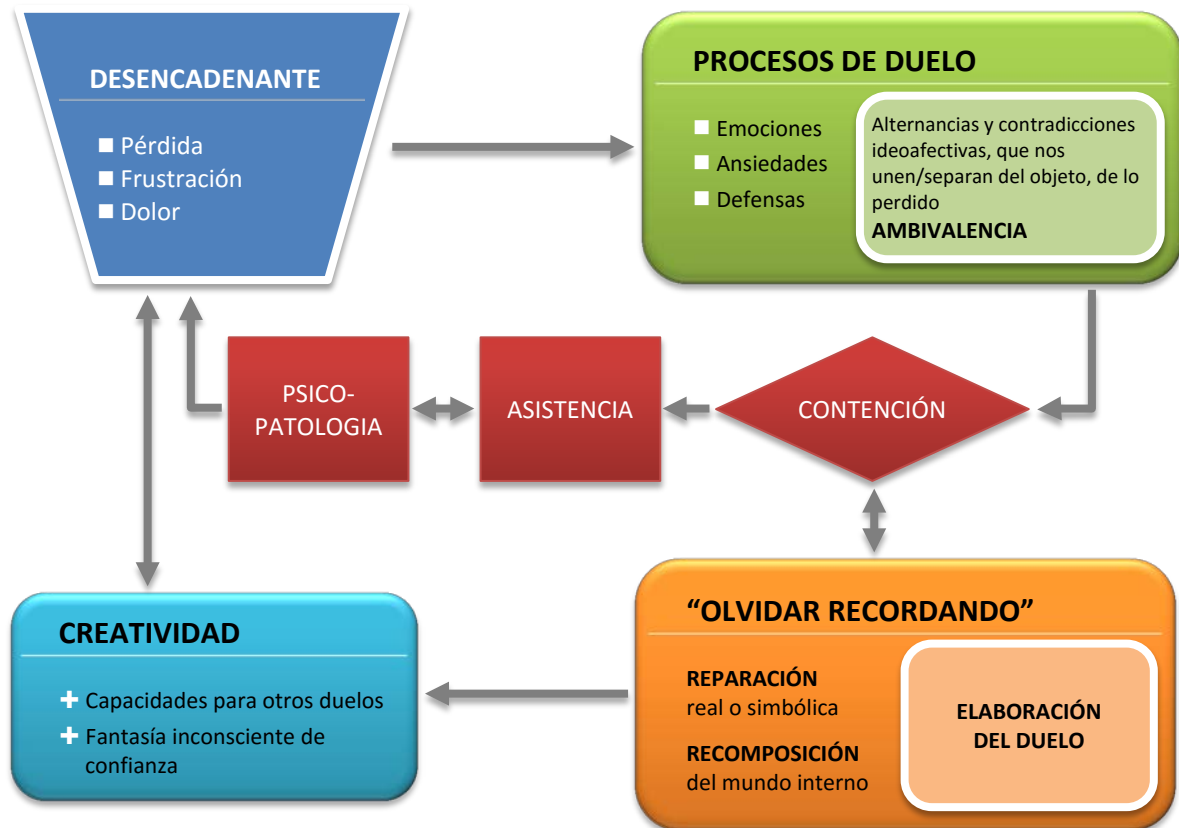 DESENCADENANTE
Pérdida
Frustración
Dolor
PROCESOS DE DUELO
Emociones
Ansiedades
Defensas
Alternancias y contradicciones
ideoafectivas, que nos
unen/separan del objeto, de lo
perdido
AMBIVALENCIA
PSICO-
PATOLOGIA
ASISTENCIA
CONTENCIÓN
CREATIVIDAD
Capacidades para otros duelos
Fantasía inconsciente de
confianza
“OLVIDAR RECORDANDO”
REPARACIÓN
real o simbólica
RECOMPOSICIÓN
del mundo interno
ELABORACIÓN
DEL DUELO